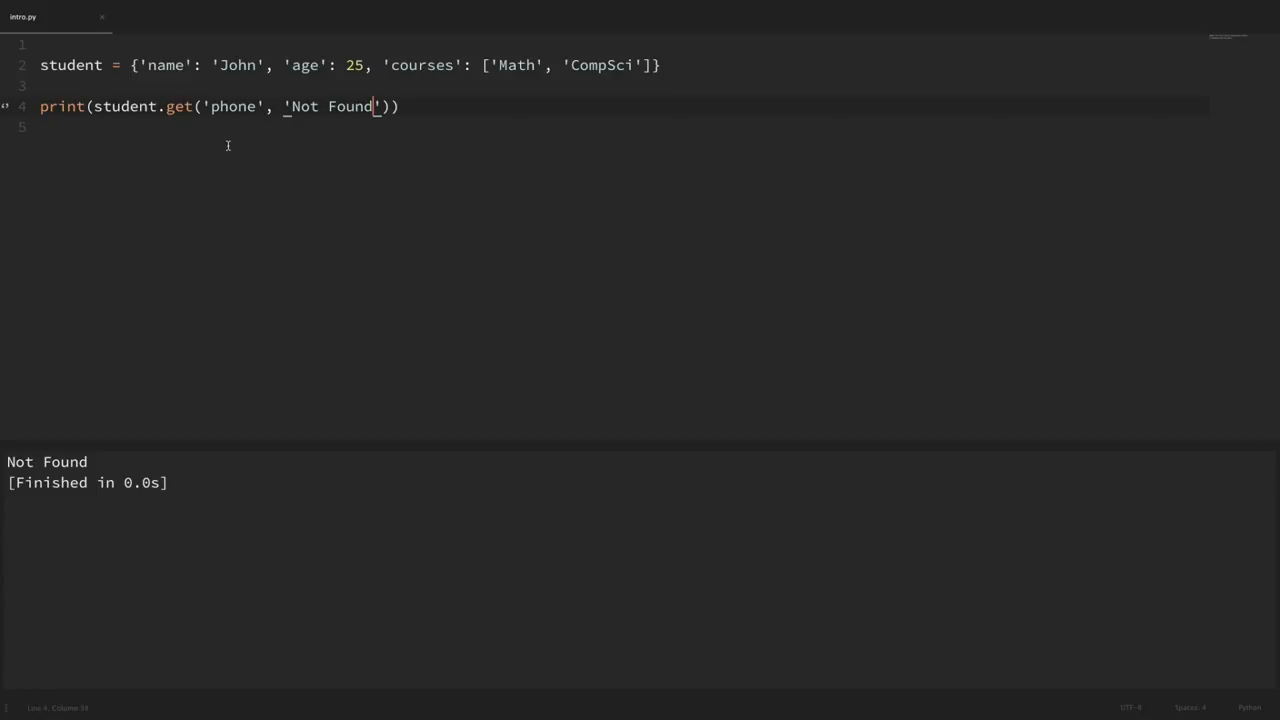 intro.py ×
1
2 student = {'name': 'John', 'age': 25, 'courses': ['Math', 'CompSci']}
3
4 print(student.get('phone', 'Not Found'))
5
Not Found
[Finished in 0.0s]
Line 4, Column 38 UTF-8 Spaces: 4 Python